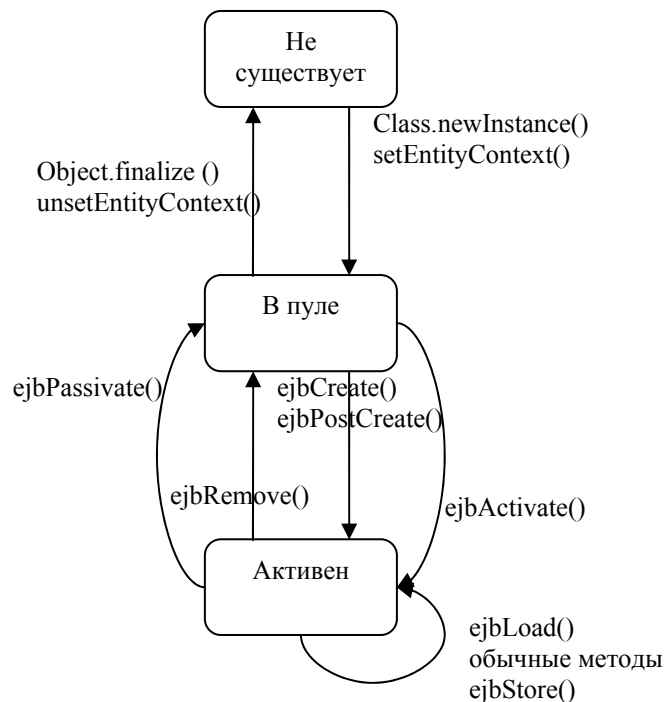 Не
существует
Class.newInstance()
setEntityContext()
Object.finalize ()
unsetEntityContext()
В пуле
ejbPassivate()
ejbCreate()
ejbPostCreate()
ejbRemove()
ejbActivate()
Активен
ejbLoad()
обычные методы
ejbStore()